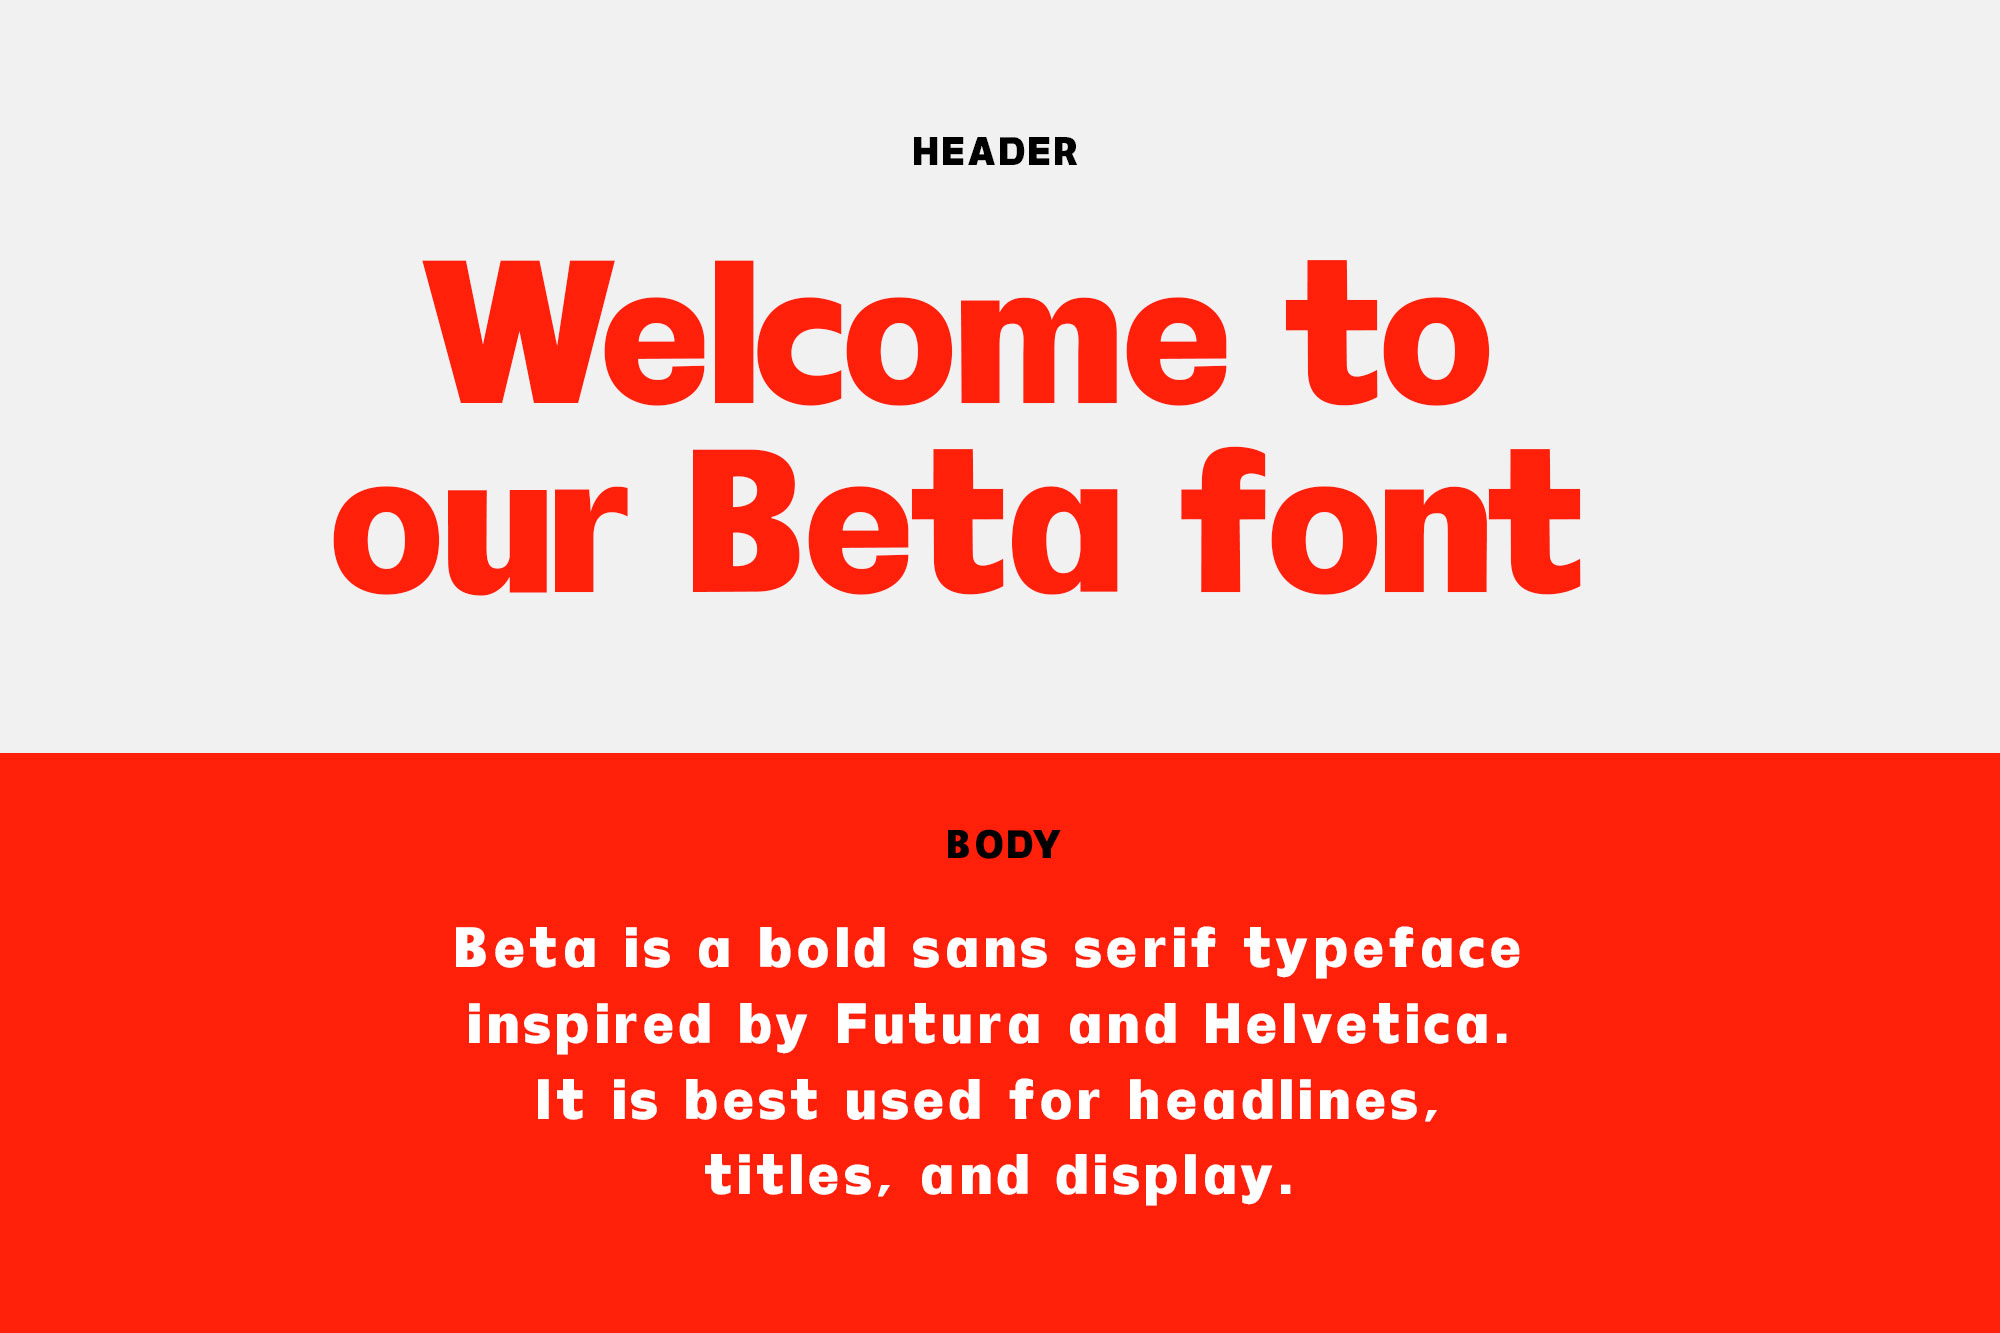 HEADER
Welcome to
our Beta font
BODY
Beta is a bold sans serif typeface
inspired by Futura and Helvetica.
It is best used for headlines,
titles, and display.